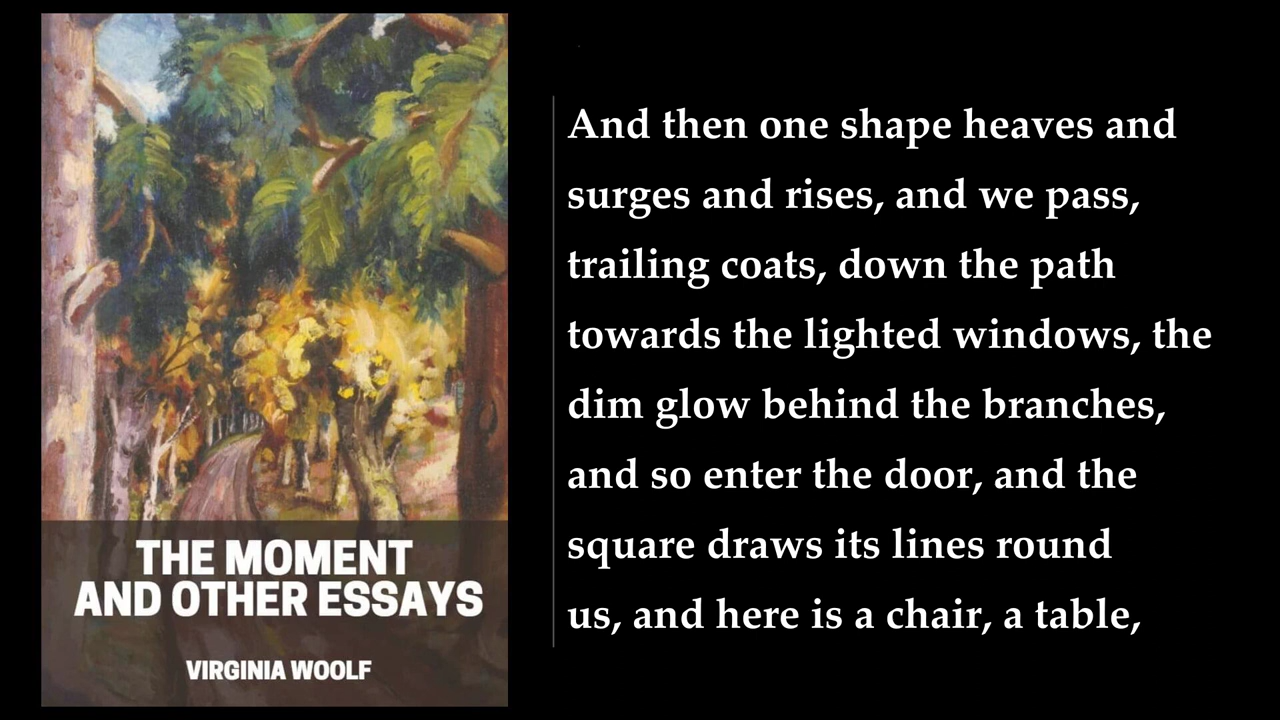 THE MOMENT
AND OTHER ESSAYS
VIRGINIA WOOLF
And then one shape heaves and
surges and rises, and we pass,
trailing coats, down the path
towards the lighted windows, the
dim glow behind the branches,
and so enter the door, and the
square draws its lines round
us, and here is a chair, a table,